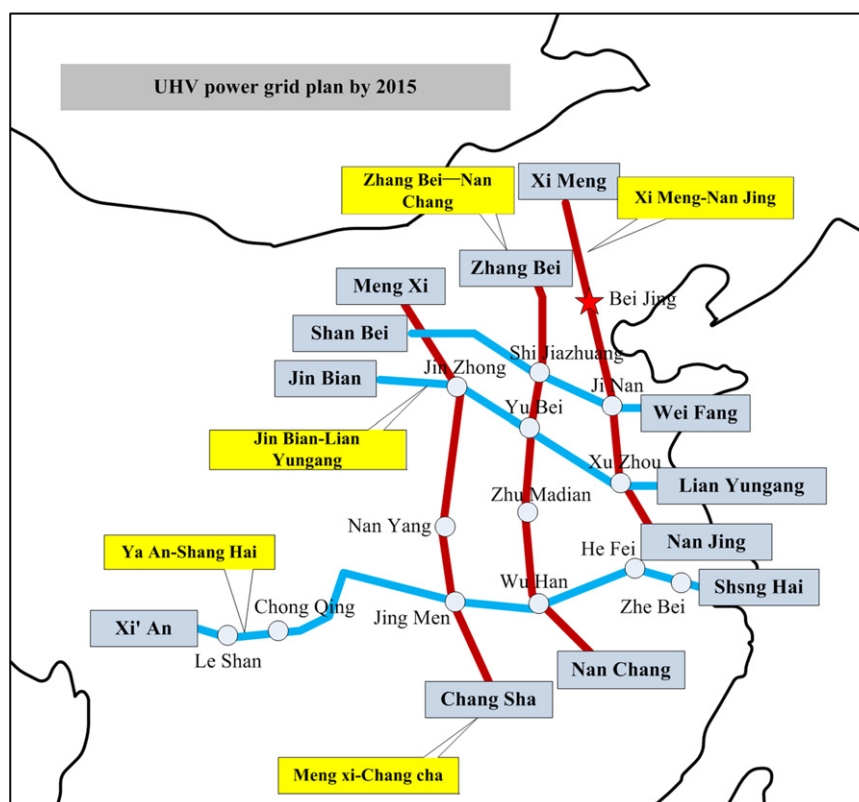 UHV power grid plan by 2015
Zhang Bei—Nan
Chang
Xi Meng
Xi Meng-Nan Jing
Zhang Bei
Meng Xi
Bei Jing
Shan Bei
Shi Jiazhuang
Jin Zhong
Ji Nan
Jin Bian
Wei Fang
Yu Bei
Jin Bian-Lian
Yungang
Xu Zhou
Lian Yungang
Zhu Madian
Nan Yang
Nan Jing
Ya An-Shang Hai
He Fei
Wu Han
Shsng Hai
Chong Qing
Zhe Bei
Xi' An
Jing Men
Le Shan
Nan Chang
Chang Sha
Meng xi-Chang cha